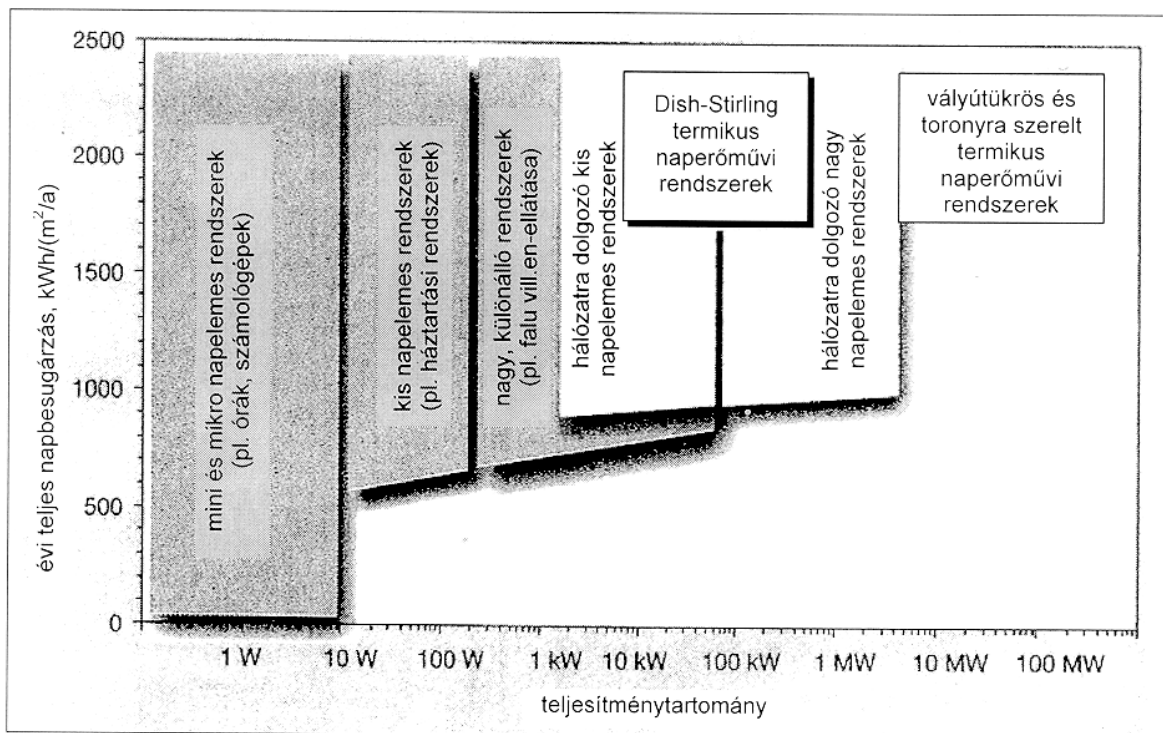 2500
2000
1500
1000
500
0
évi teljes napbesugárzás, kWh/(m²/a)
mini és mikro napelemes rendszerek
(pl. órák, számológépek)
kis napelemes rendszerek
(pl. háztartási rendszerek)
nagy, különálló rendszerek
(pl. falu vill.en-ellátása)
hálózatra dolgozó kis
napelemes rendszerek
Dish-Stirling
termikus
naperőművi
rendszerek
hálózatra dolgozó nagy
napelemes rendszerek
vályútükrös és
toronyra szerelt
termikus
naperőművi
rendszerek
1 W 10 W 100 W 1 kW 10 kW 100 kW 1 MW 10 MW 100 MW
teljesítménytartomány